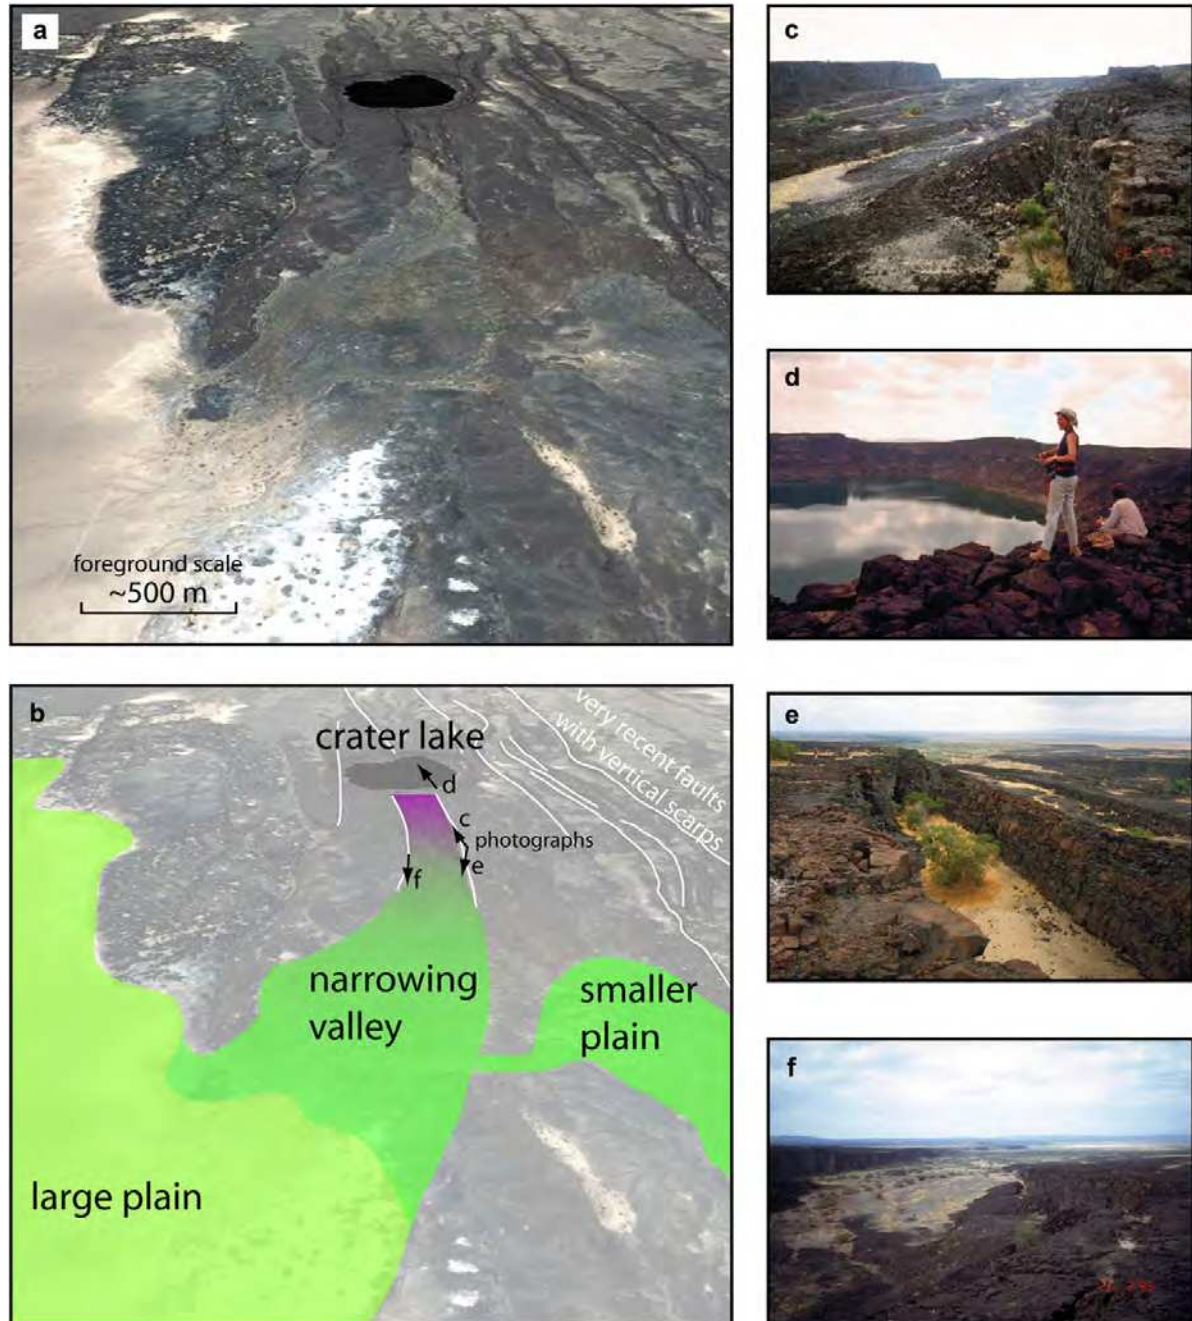 a
foreground scale
~500 m
b
crater lake
very recent faults
with vertical scarps
d
c
photographs
e
f
narrowing
valley
smaller
plain
large plain
c
d
e
f